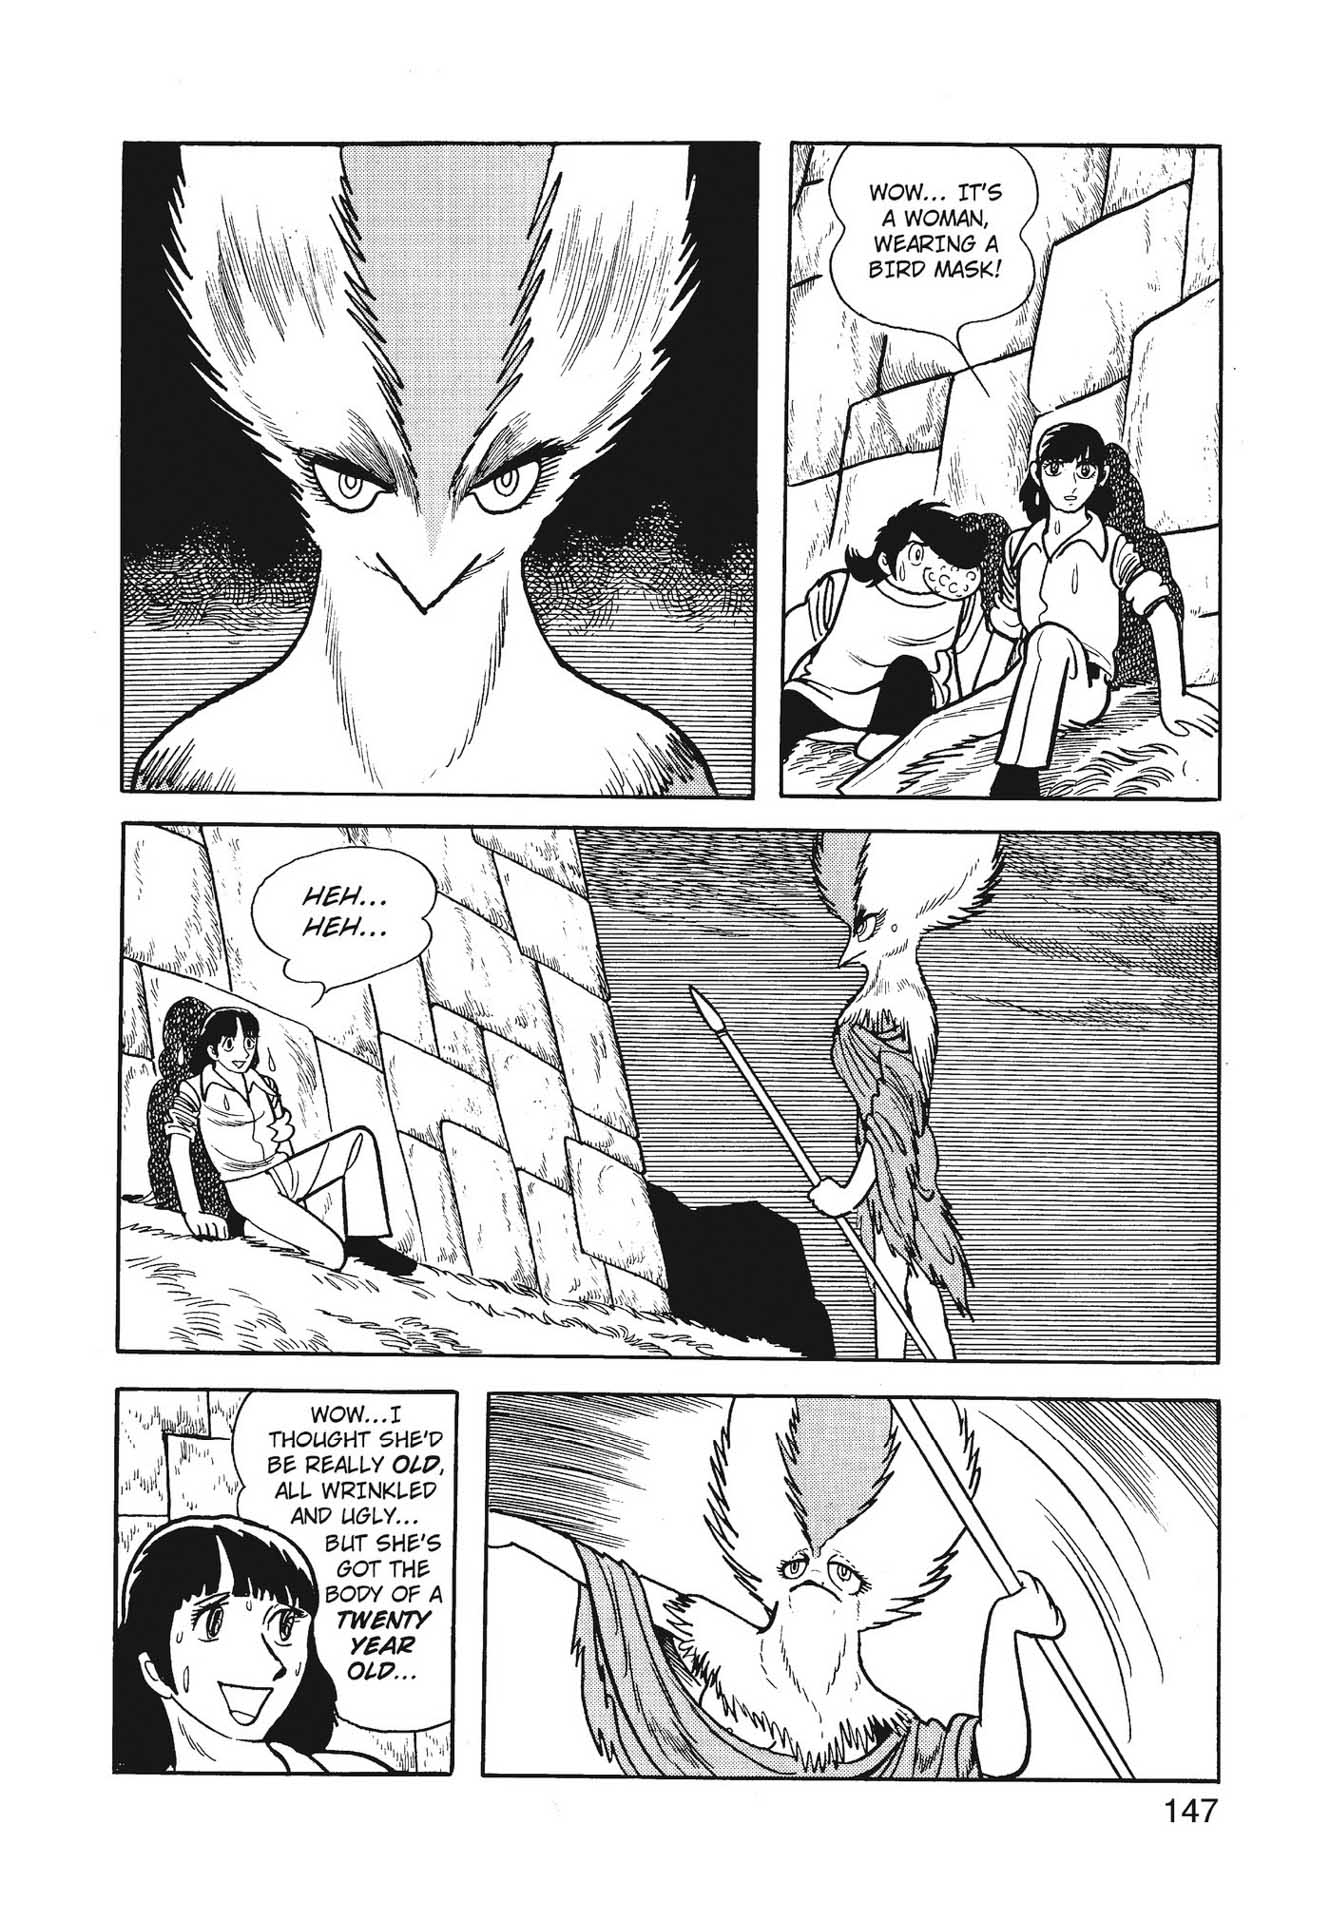 WOW... IT'S
A WOMAN,
WEARING A
BIRD MASK!
HEH...
HEH...
WOW...I
THOUGHT SHE'D
BE REALLY OLD,
ALL WRINKLED
AND UGLY...
BUT SHE'S
GOT THE
BODY OF A
TWENTY
YEAR
OLD...
147